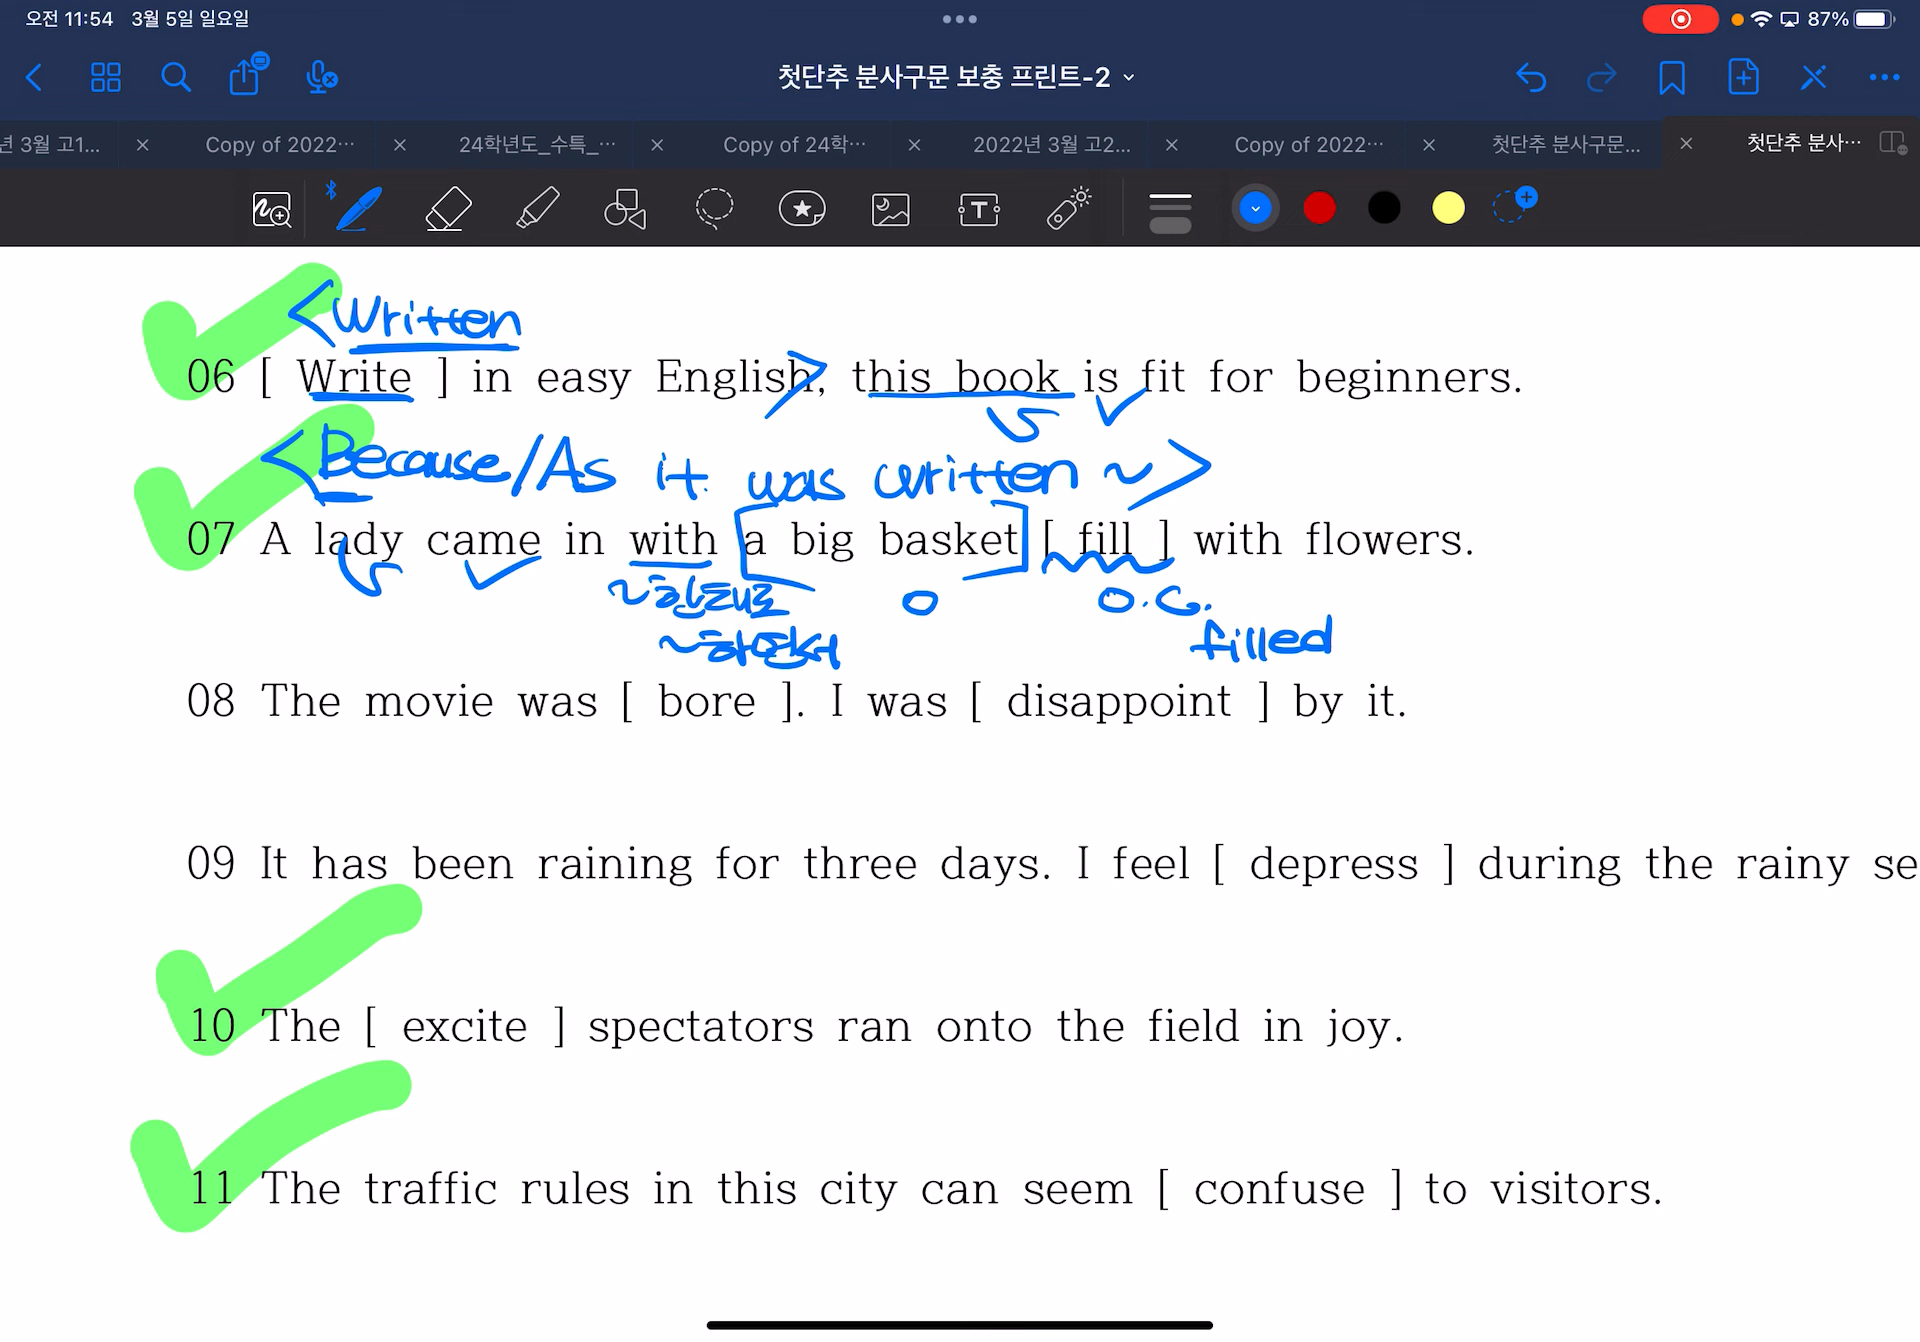 오전 11:54 3월 5일 일요일 87%
첫단추 분사구문 보충 프린트-2
년 3월 고1... Copy of 2022··· 24학년도_수특_··· Copy of 24학··· 2022년 3월 고2... Copy of 2022··· 첫단추 분사구문... 첫단추 분사···
<Written
06 [ Write ] in easy English>, this book is fit for beginners.
S v
<Because/As it was written ~>
07 A lady came in with [a big basket] [ fill ] with flowers.
S v ~한채로 O O.C.
~하면서 filled
08 The movie was [ bore ]. I was [ disappoint ] by it.
09 It has been raining for three days. I feel [ depress ] during the rainy se
10 The [ excite ] spectators ran onto the field in joy.
11 The traffic rules in this city can seem [ confuse ] to visitors.